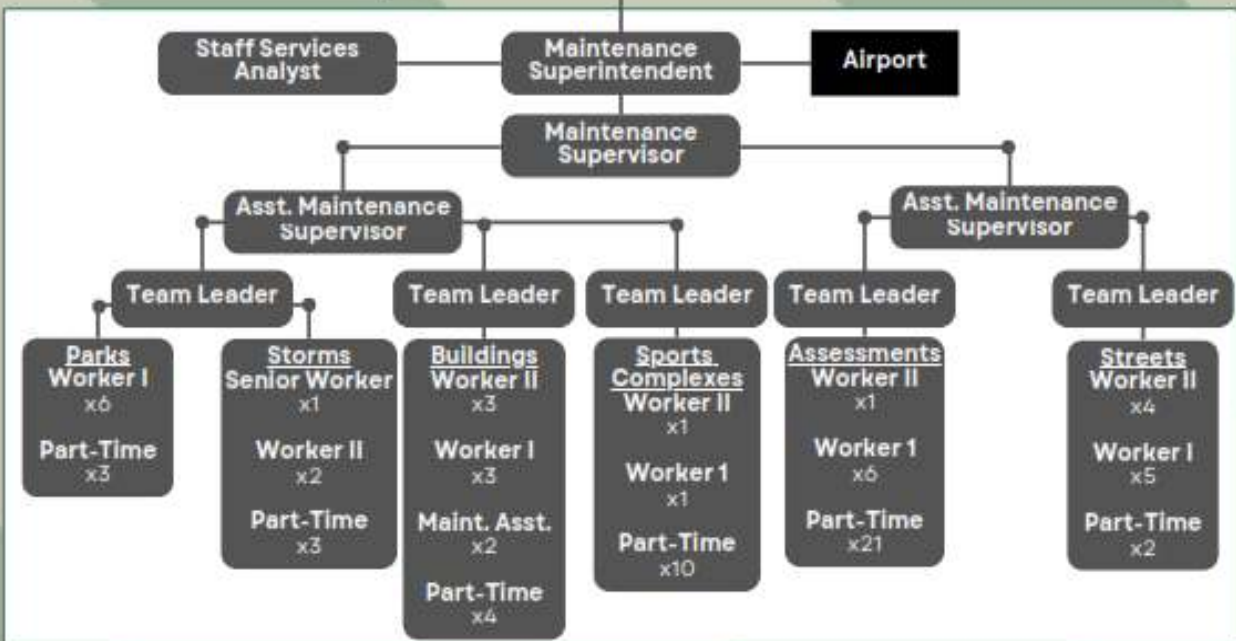 Staff Services
Analyst
Maintenance
Superintendent
Airport
Maintenance
Supervisor
Asst. Maintenance
Supervisor
Asst. Maintenance
Supervisor
Team Leader
Team Leader
Team Leader
Team Leader
Team Leader
Parks
Worker I
x6
Part-Time
x3
Storms
Senior Worker
x1
Worker II
x2
Part-Time
x3
Buildings
Worker II
x3
Worker I
x3
Maint. Asst.
x2
Part-Time
x4
Sports
Complexes
Worker II
x1
Worker 1
x1
Part-Time
x10
Assessments
Worker II
x1
Worker 1
x6
Part-Time
x21
Streets
Worker II
x4
Worker I
x5
Part-Time
x2